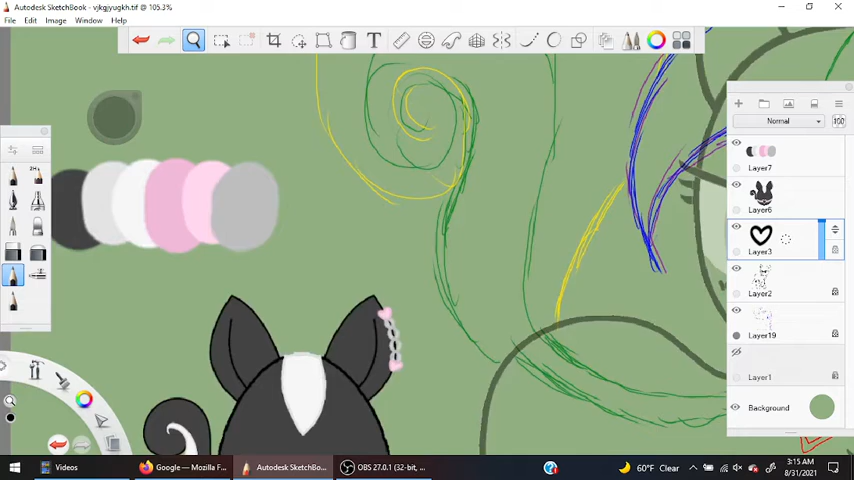 Autodesk SketchBook - vjkgjyugkh.tif @ 105.3%
File Edit Image Window Help
T
2H
Normal
100
Layer7
Layer6
Layer3
Layer2
Layer19
Layer1
Background
Videos
Google — Mozilla F...
Autodesk SketchBo...
OBS 27.0.1 (32-bit, ...
60°F Clear
3:15 AM
8/31/2021